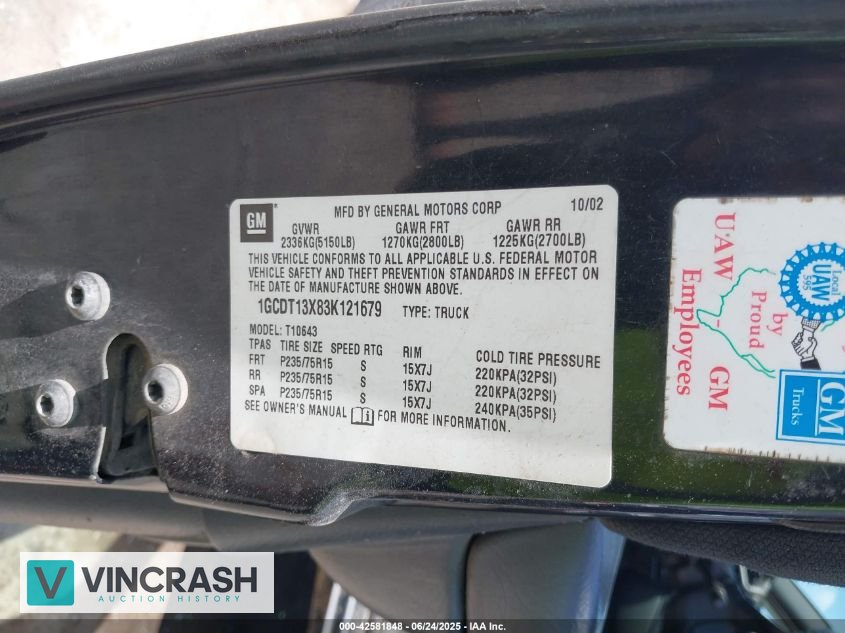 GM
MFD BY GENERAL MOTORS CORP 10/02
GVWR GAWR FRT GAWR RR
2336KG(5150LB) 1270KG(2800LB) 1225KG(2700LB)
THIS VEHICLE CONFORMS TO ALL APPLICABLE U.S. FEDERAL MOTOR
VEHICLE SAFETY AND THEFT PREVENTION STANDARDS IN EFFECT ON
THE DATE OF MANUFACTURE SHOWN ABOVE.
1GCDT13X83K121679 TYPE: TRUCK
MODEL: T10643
TPAS TIRE SIZE SPEED RTG RIM COLD TIRE PRESSURE
FRT P235/75R15 S 15X7J 220KPA(32PSI)
RR P235/75R15 S 15X7J 220KPA(32PSI)
SPA P235/75R15 S 15X7J 240KPA(35PSI)
SEE OWNER'S MANUAL FOR MORE INFORMATION.
by
Proud
UAW - GM
Employees
Local
UAW
595
GM
Trucks
VINCRASH
AUCTION HISTORY
000-42581848 - 06/24/2025 - IAA Inc.